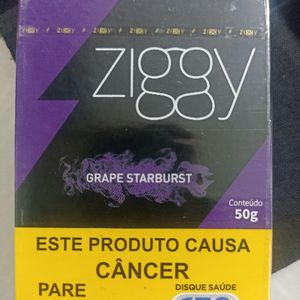 ziggy
GRAPE STARBURST
Conteúdo
50g
ESTE PRODUTO CAUSA
CÂNCER
PARE
DISQUE SAÚDE